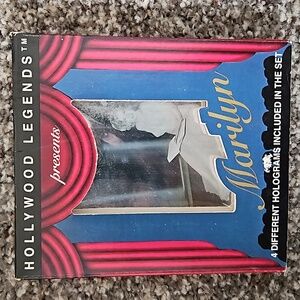 HOLLYWOOD LEGENDS™
presents
Marilyn
4 DIFFERENT HOLOGRAMS INCLUDED IN THE SET